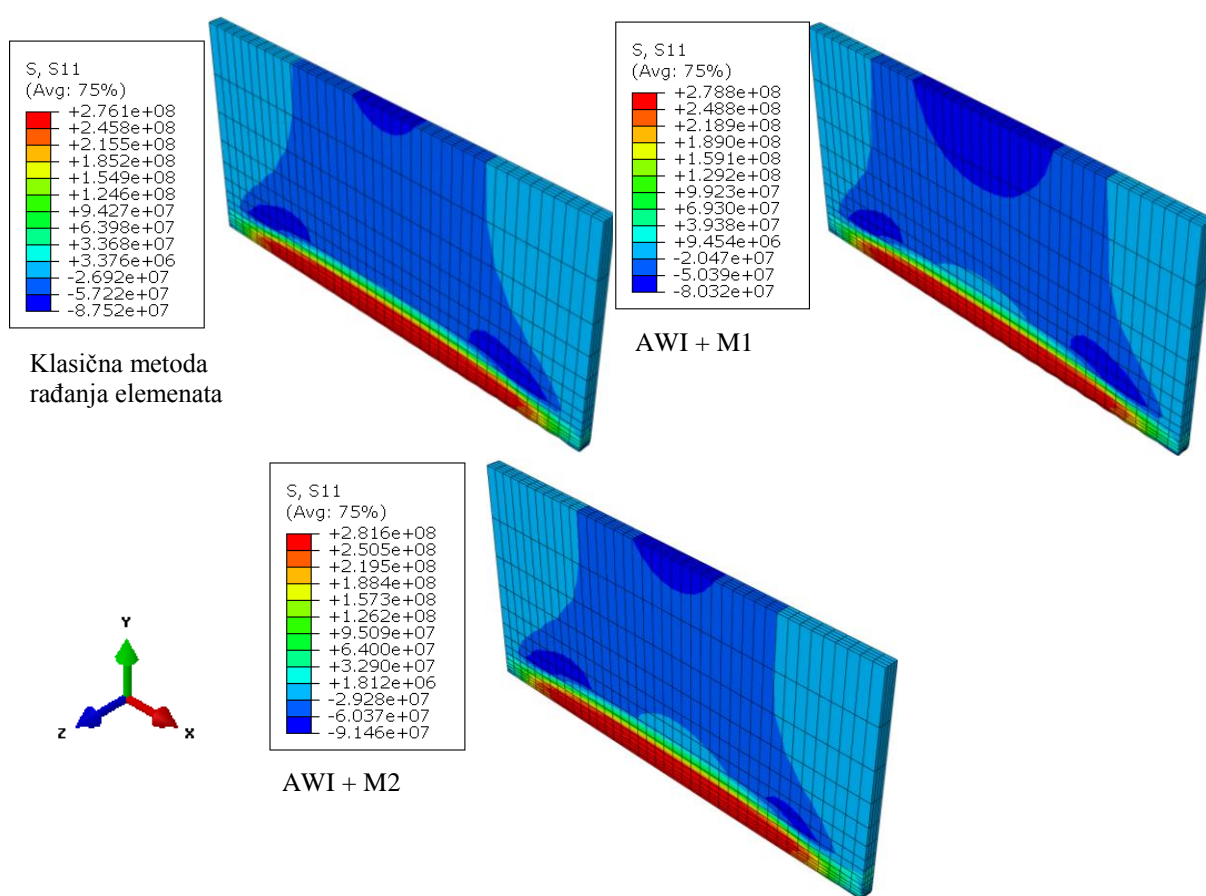 S, S11
(Avg: 75%)
+2.761e+08
+2.458e+08
+2.155e+08
+1.852e+08
+1.549e+08
+1.246e+08
+9.427e+07
+6.398e+07
+3.368e+07
+3.376e+06
-2.692e+07
-5.722e+07
-8.752e+07
Klasična metoda
rađanja elemenata
S, S11
(Avg: 75%)
+2.788e+08
+2.488e+08
+2.189e+08
+1.890e+08
+1.591e+08
+1.292e+08
+9.923e+07
+6.930e+07
+3.938e+07
+9.454e+06
-2.047e+07
-5.039e+07
-8.032e+07
AWI + M1
S, S11
(Avg: 75%)
+2.816e+08
+2.505e+08
+2.195e+08
+1.884e+08
+1.573e+08
+1.262e+08
+9.509e+07
+6.400e+07
+3.290e+07
+1.812e+06
-2.928e+07
-6.037e+07
-9.146e+07
AWI + M2
Y
Z
X